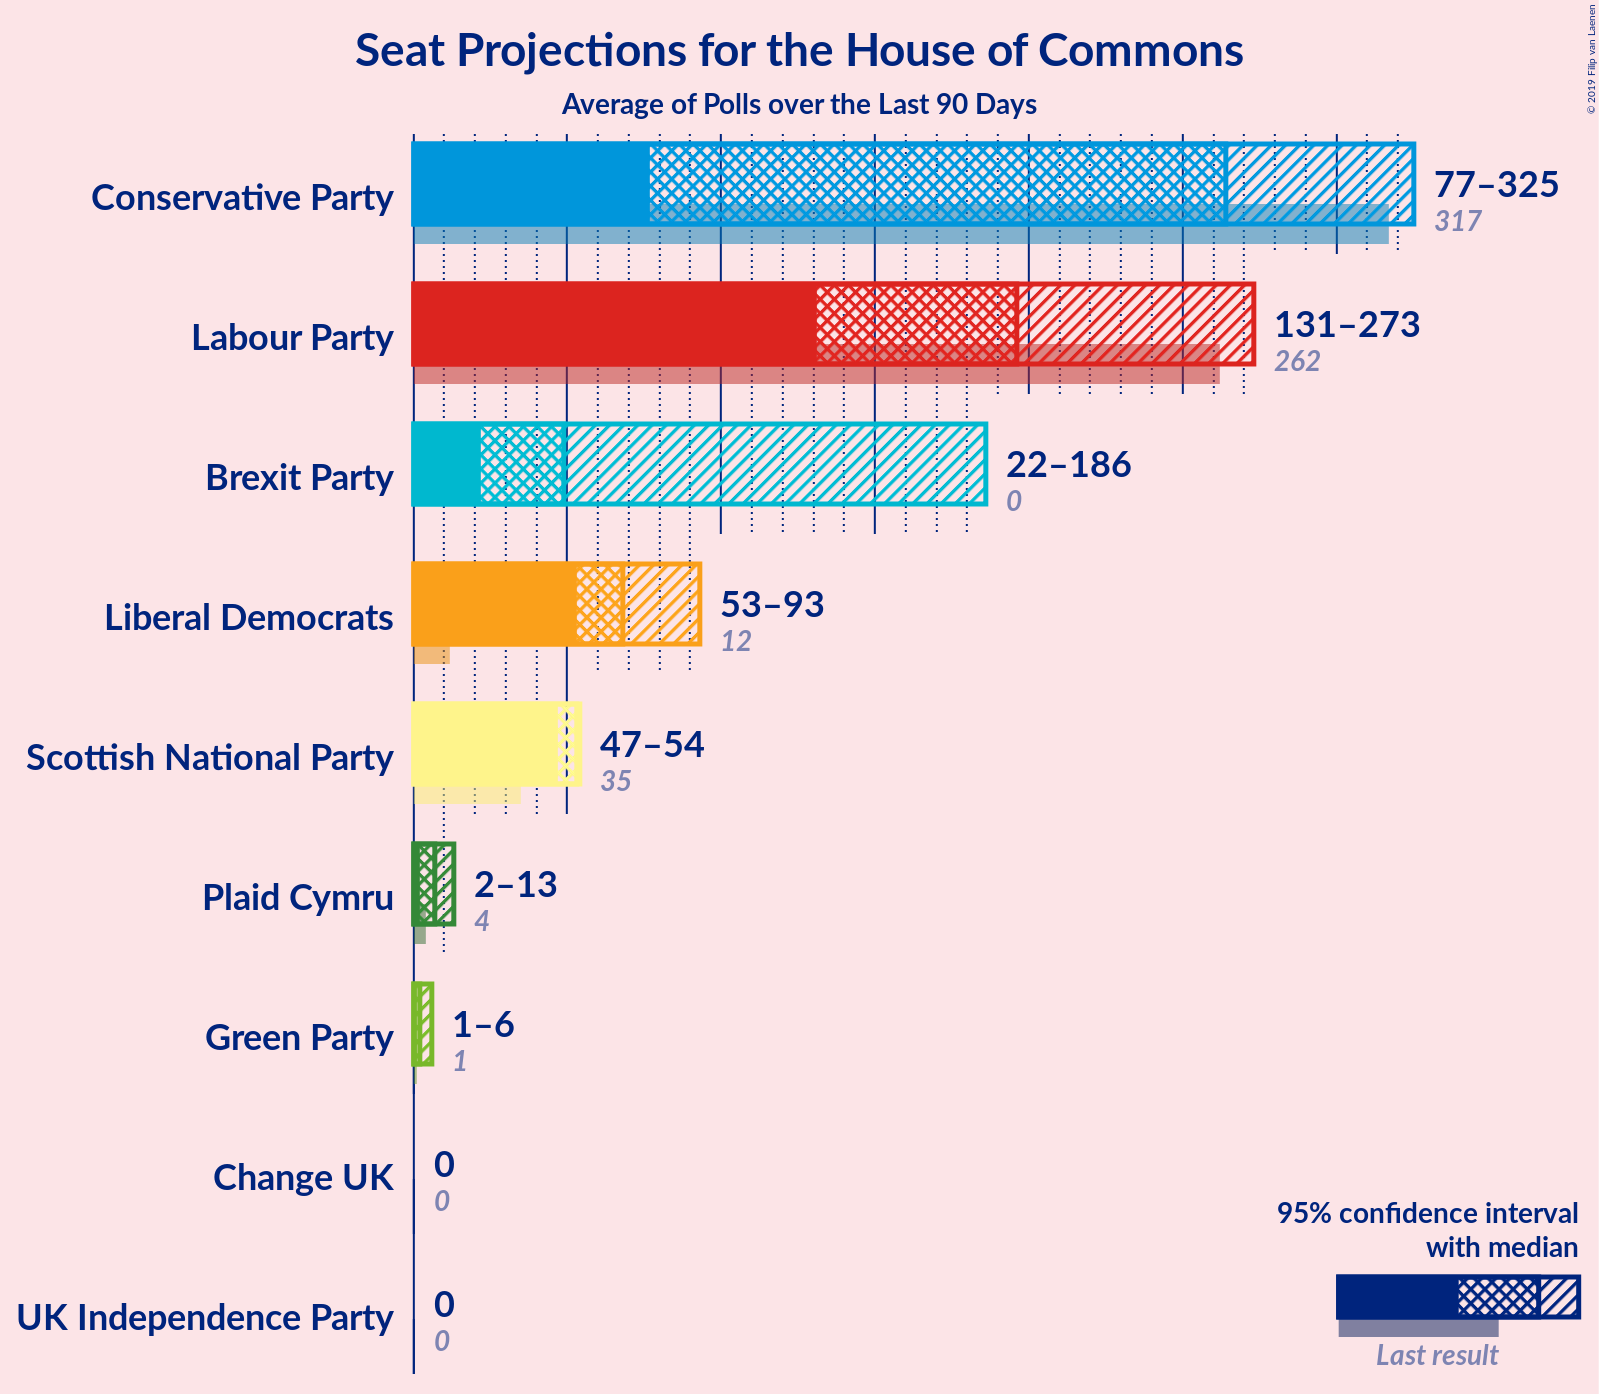 Seat Projections for the House of Commons
Average of Polls over the Last 90 Days
© 2019 Filip van Laenen
Conservative Party
77–325
317
Labour Party
131–273
262
Brexit Party
22–186
0
Liberal Democrats
53–93
12
Scottish National Party
47–54
35
Plaid Cymru
2–13
4
Green Party
1–6
1
Change UK
0
0
UK Independence Party
0
0
95% confidence interval
with median
Last result